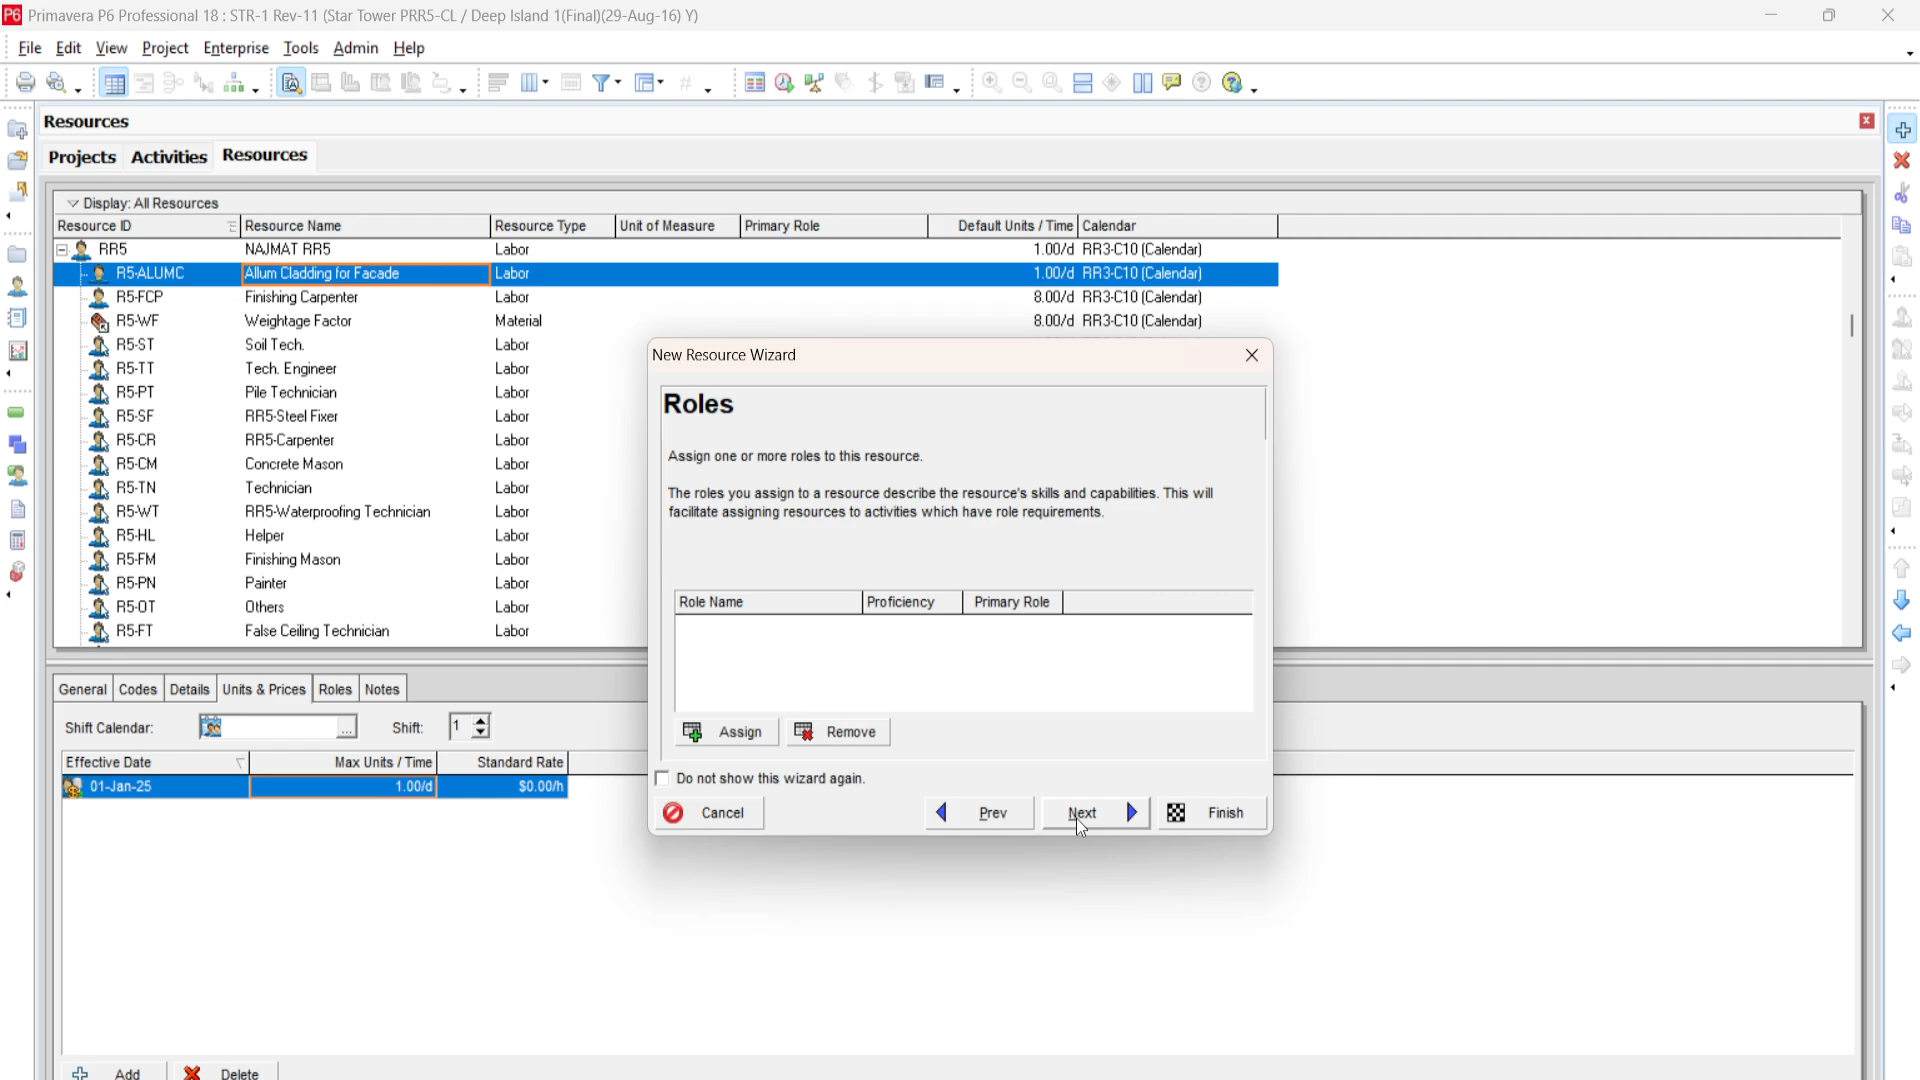 P6 Primavera P6 Professional 18 : STR-1 Rev-11 (Star Tower PRR5-CL / Deep Island 1(Final)(29-Aug-16) Y)
File Edit View Project Enterprise Tools Admin Help
Resources
Projects Activities Resources
Display: All Resources
Resource ID Resource Name Resource Type Unit of Measure Primary Role Default Units / Time Calendar
RR5 NAJMAT RR5 Labor 1.00/d RR3-C10 (Calendar)
R5-ALUMC Allum Cladding for Facade Labor 1.00/d RR3-C10 (Calendar)
R5-FCP Finishing Carpenter Labor 8.00/d RR3-C10 (Calendar)
R5-WF Weightage Factor Material 8.00/d RR3-C10 (Calendar)
R5-ST Soil Tech. Labor
R5-TT Tech. Engineer Labor
R5-PT Pile Technician Labor
R5-SF RR5-Steel Fixer Labor
R5-CR RR5-Carpenter Labor
R5-CM Concrete Mason Labor
R5-TN Technician Labor
R5-WT RR5-Waterproofing Technician Labor
R5-HL Helper Labor
R5-FM Finishing Mason Labor
R5-PN Painter Labor
R5-OT Others Labor
R5-FT False Ceiling Technician Labor
New Resource Wizard
Roles
Assign one or more roles to this resource.
The roles you assign to a resource describe the resource's skills and capabilities. This will
facilitate assigning resources to activities which have role requirements.
Role Name Proficiency Primary Role
Assign Remove
Do not show this wizard again.
Cancel Prev Next Finish
General Codes Details Units & Prices Roles Notes
Shift Calendar: ... Shift: 1
Effective Date Max Units / Time Standard Rate
01-Jan-25 1.00/d $0.00/h
Add Delete